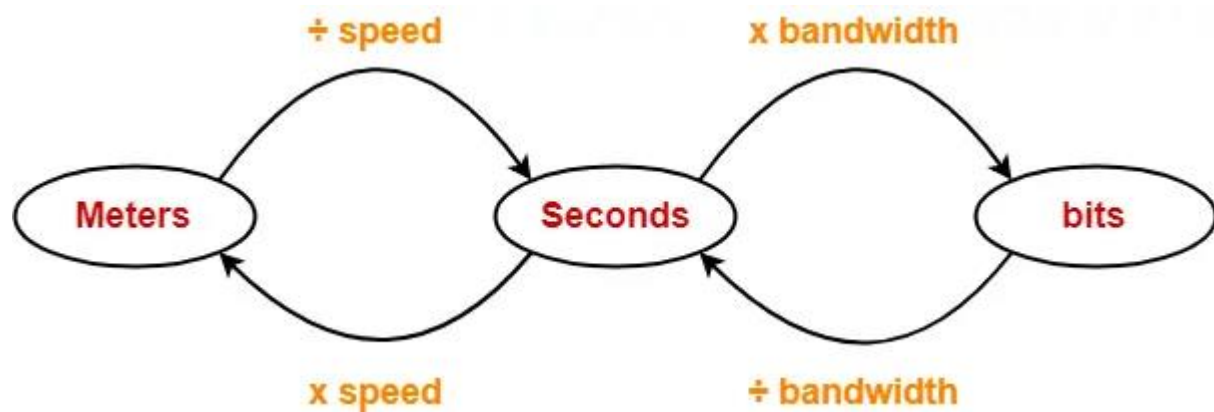 ÷ speed
x bandwidth
Meters
Seconds
bits
x speed
÷ bandwidth